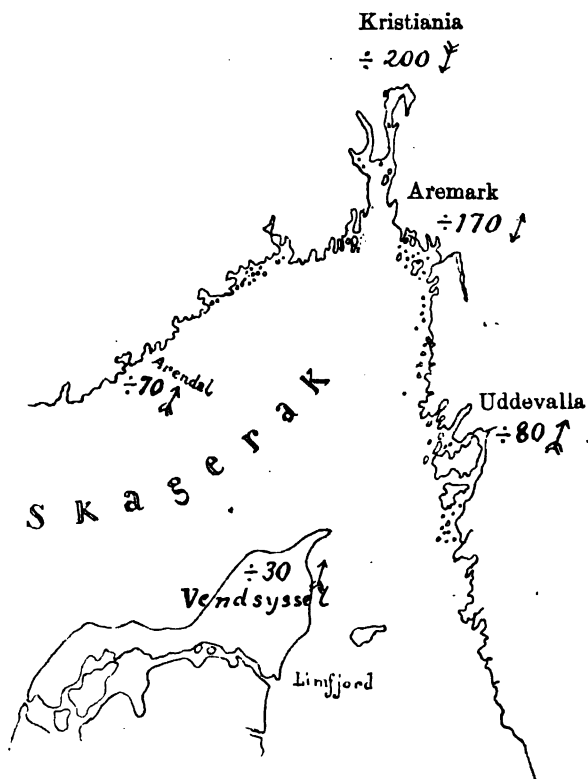 Kristiania
÷ 200
Aremark
÷170
Arendal
÷70
Uddevalla
÷80
SKagerak
÷30
Vendsyssel
Limfjord